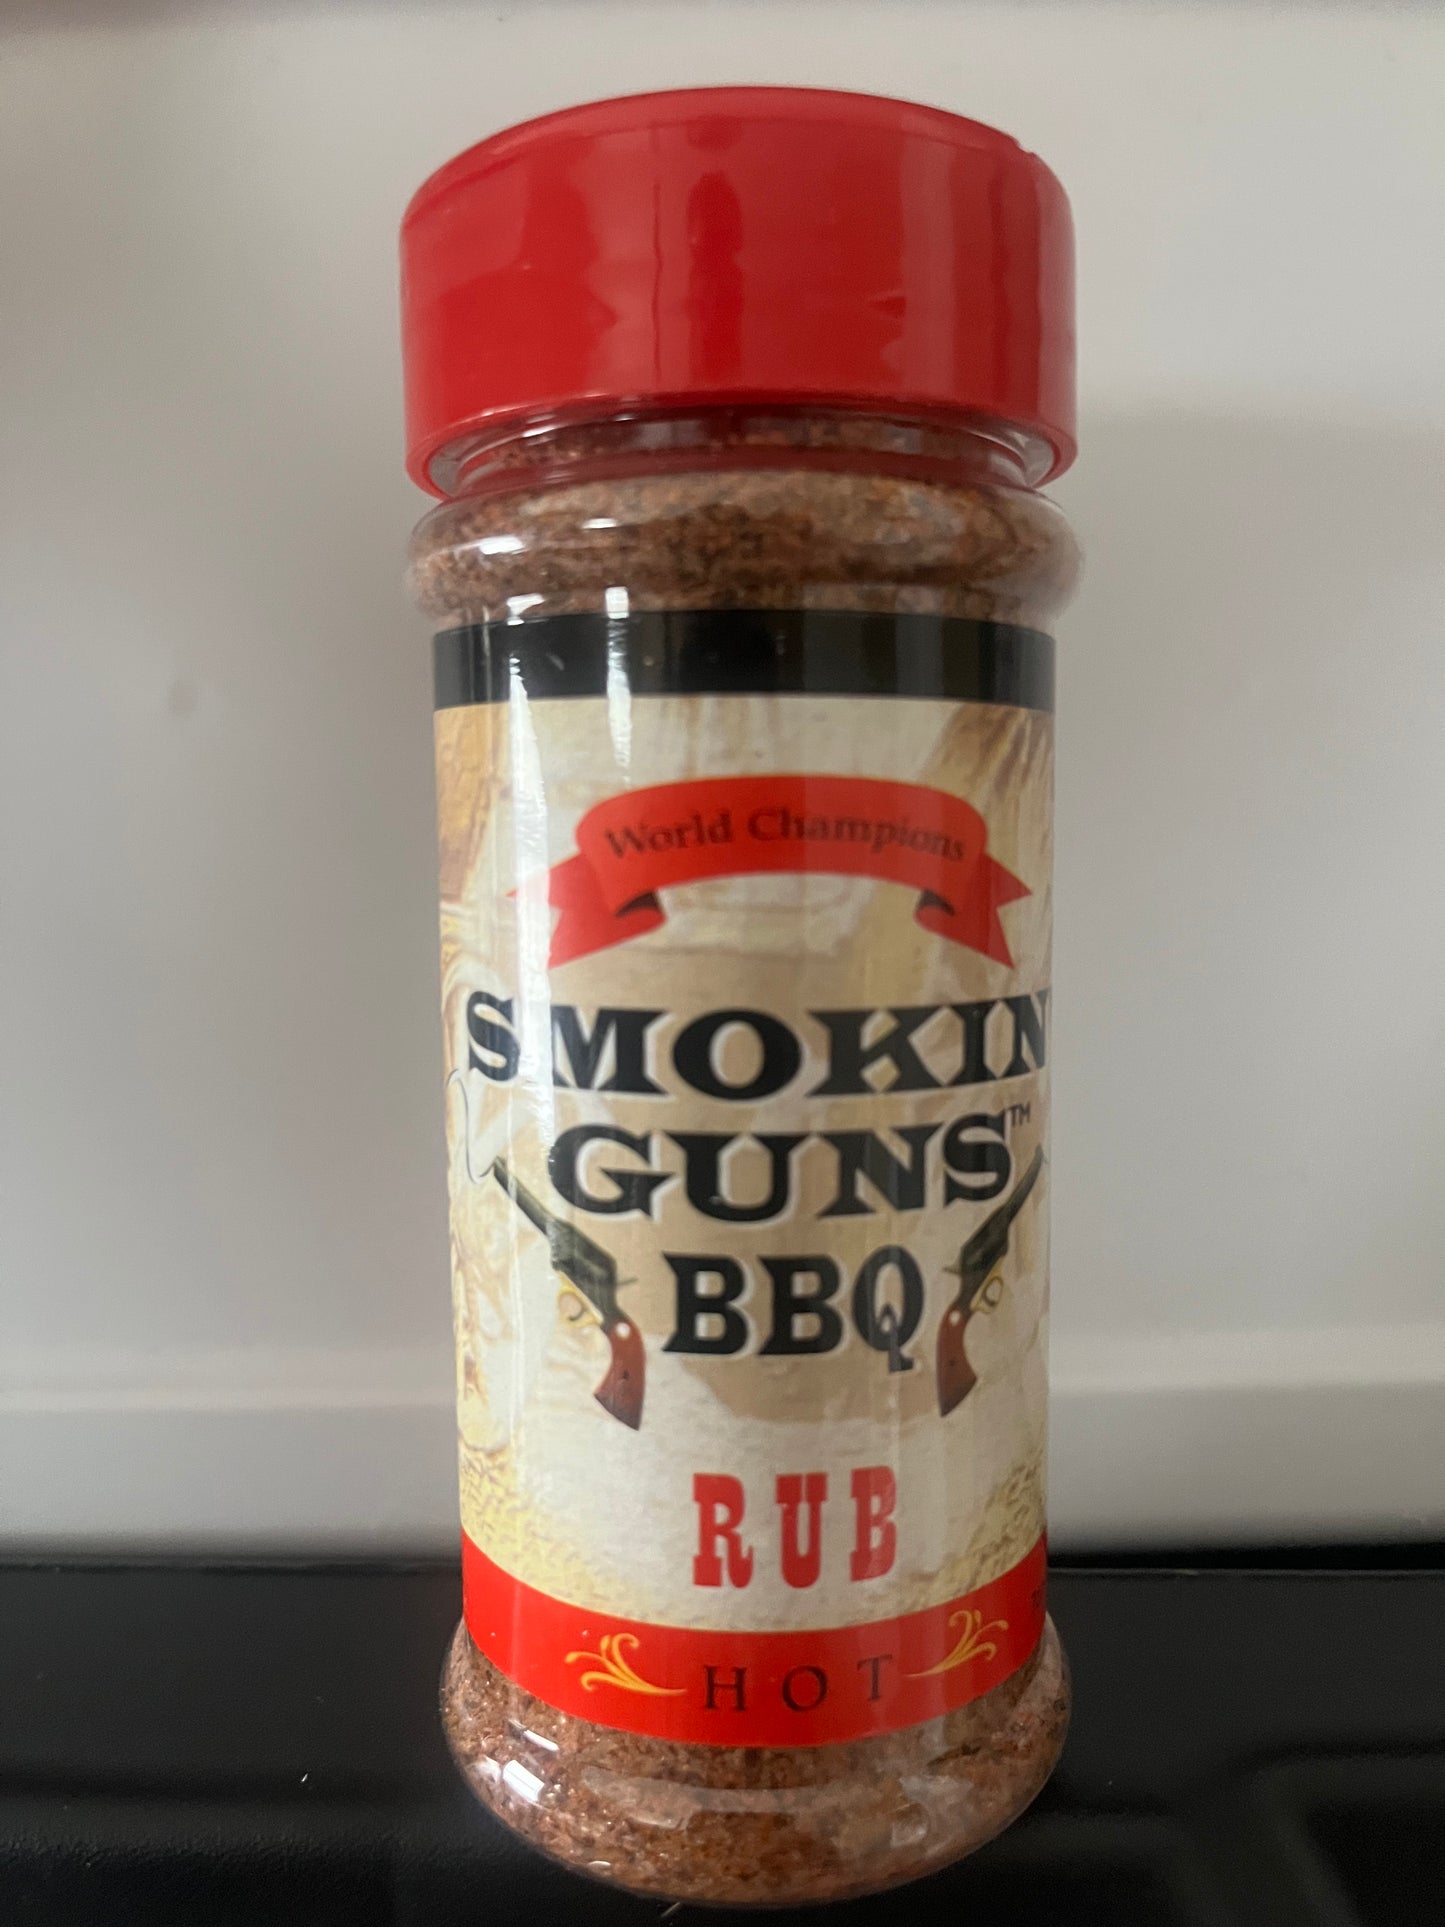 World Champions
SMOKIN'
GUNS™
BBQ
RUB
HOT